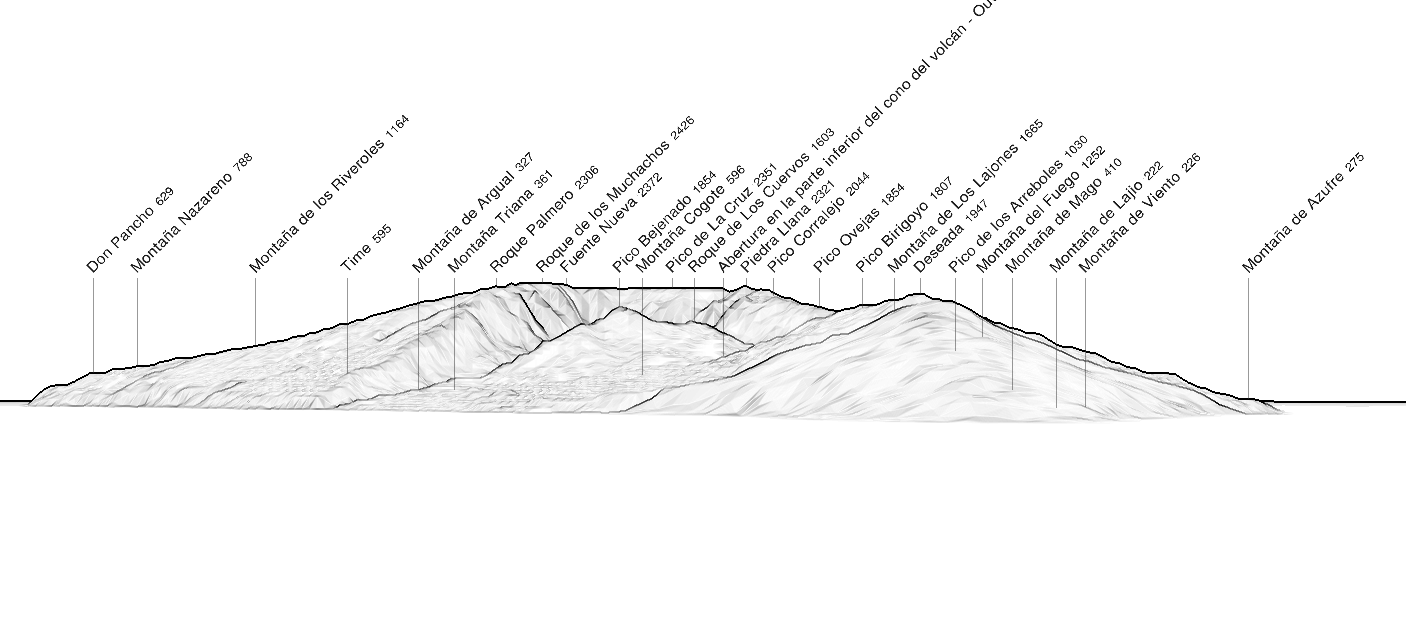 Don Pancho 629
Montaña Nazareno 788
Montaña de los Riveroles 1164
Time 595
Montaña de Argual 327
Montaña Triana 361
Roque Palmero 2306
Roque de los Muchachos 2426
Fuente Nueva 2372
Pico Bejenado 1854
Montaña Cogote 596
Pico de La Cruz 2351
Roque de Los Cuervos 1603
Abertura en la parte inferior del cono del volcán -
Piedra Llana 2321
Pico Corralejo 2044
Pico Ovejas 1854
Pico Birigoyo 1807
Montaña de Los Lajones 1665
Deseada 1947
Pico de los Arreboles 1030
Montaña del Fuego 1252
Montaña de Mago 410
Montaña de Lajio 222
Montaña de Viento 226
Montaña de Azufre 275